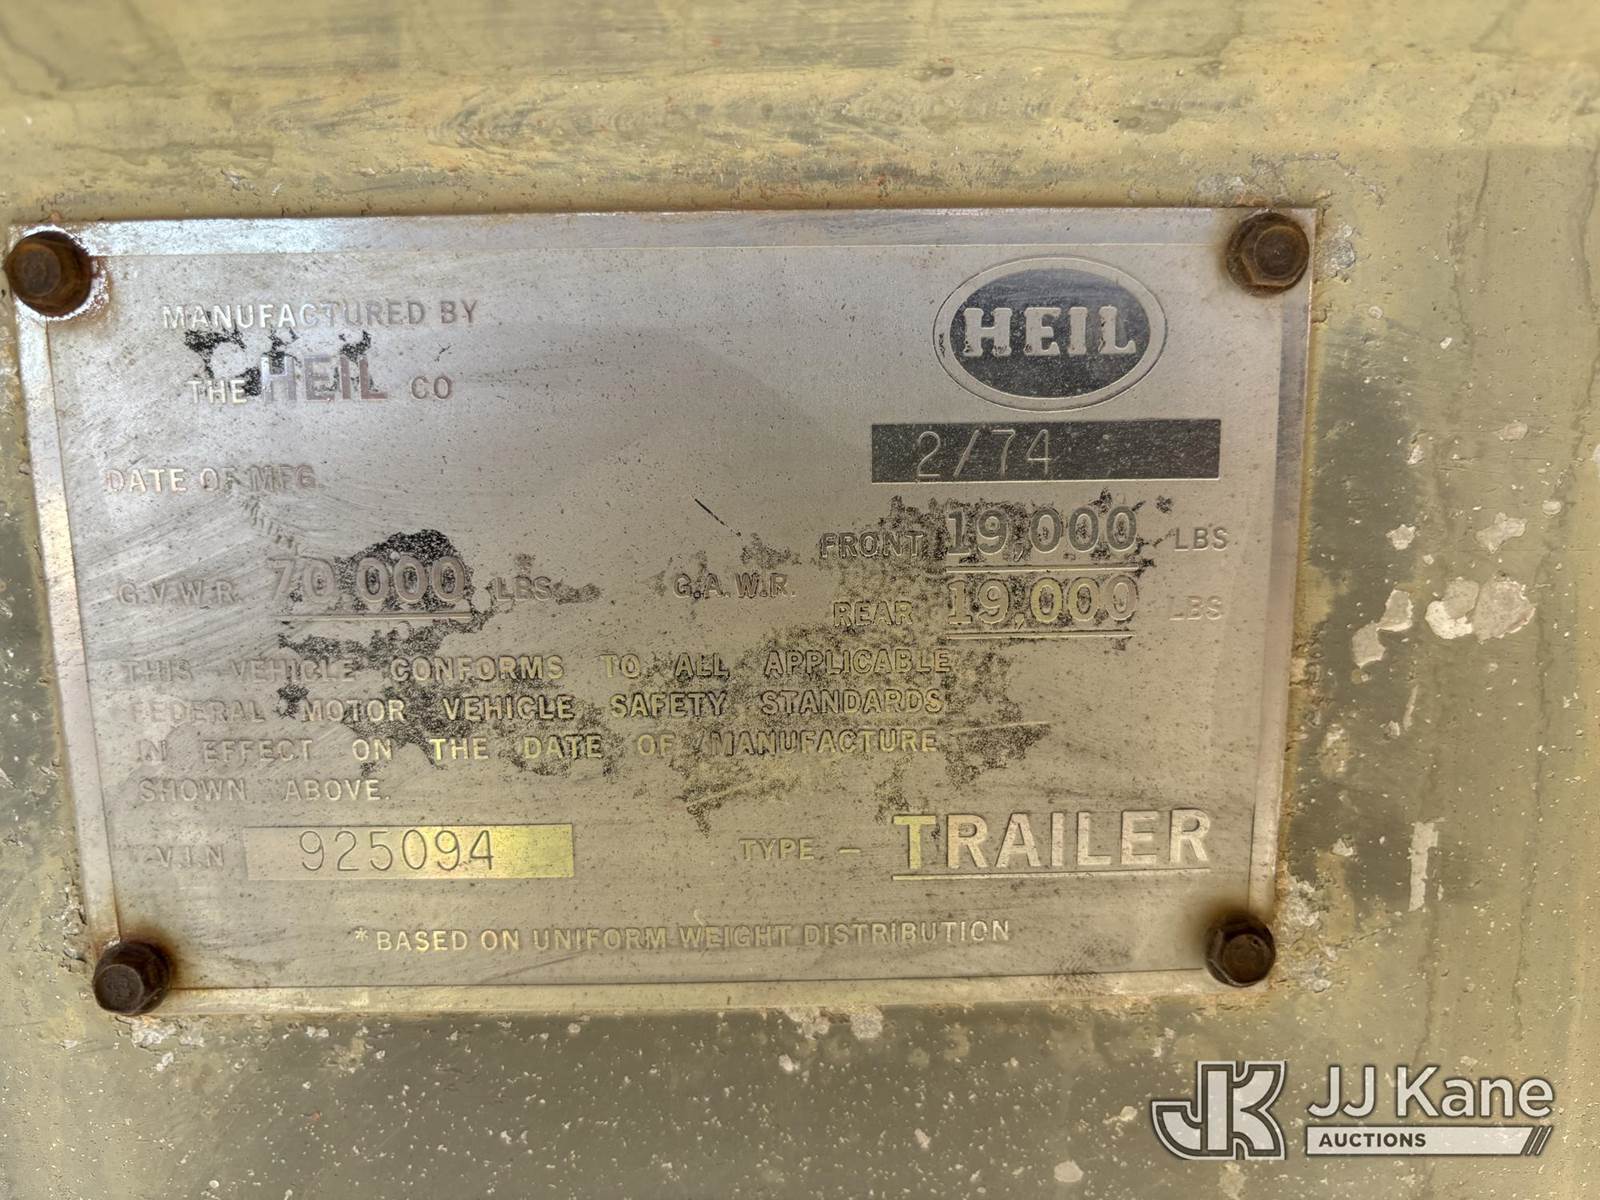 MANUFACTURED BY
THE HEIL CO
HEIL
DATE OF MFG. 2/74
G.V.W.R. 70,000 LBS G.A.W.R. FRONT 19,000 LBS
REAR 19,000 LBS
THIS VEHICLE CONFORMS TO ALL APPLICABLE
FEDERAL MOTOR VEHICLE SAFETY STANDARDS
IN EFFECT ON THE DATE OF MANUFACTURE
SHOWN ABOVE.
V.I.N 925094 TYPE - TRAILER
*BASED ON UNIFORM WEIGHT DISTRIBUTION
JK JJ Kane
AUCTIONS